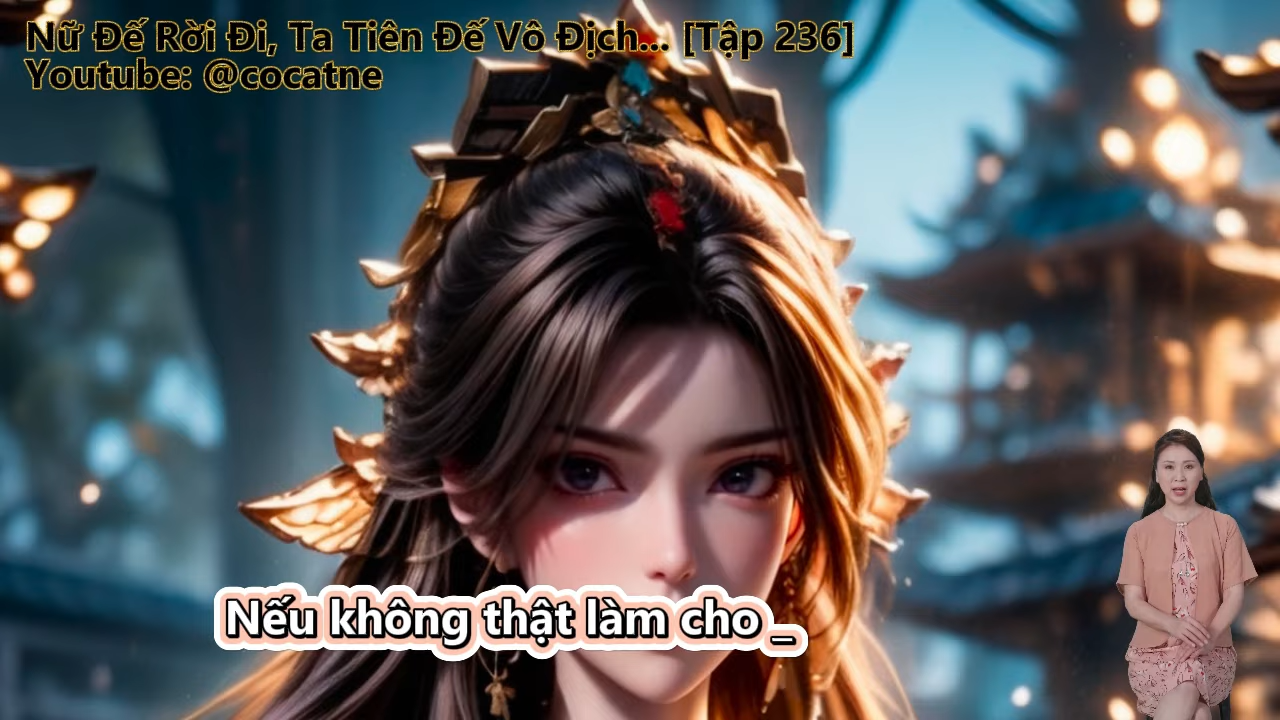 Nữ Đế Rời Đi, Ta Tiên Đế Vô Địch... [Tập 236]
Youtube: @cocatne
Nếu không thật làm cho _